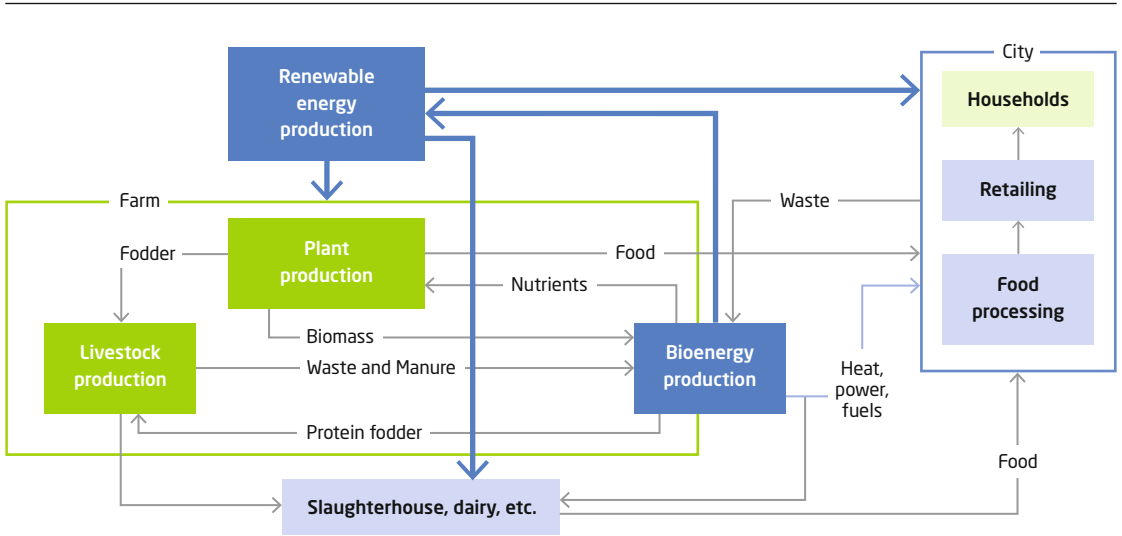 City
Renewable
energy
production
Households
Retailing
Farm
Waste
Plant
production
Fodder
Food
Nutrients
Food
processing
Biomass
Livestock
production
Waste and Manure
Bioenergy
production
Heat,
power,
fuels
Protein fodder
Food
Slaughterhouse, dairy, etc.